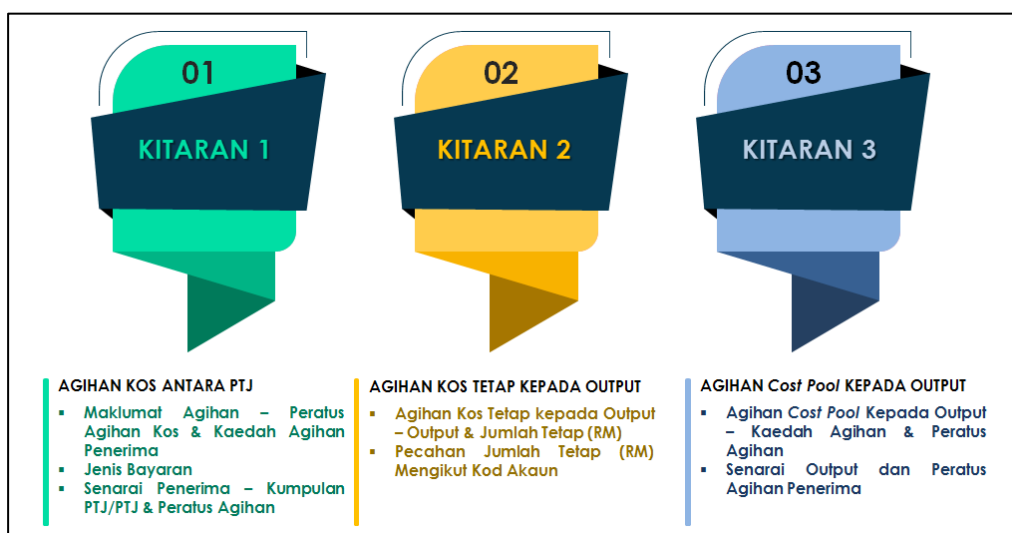 01
KITARAN 1
02
KITARAN 2
03
KITARAN 3
AGIHAN KOS ANTARA PTJ
▪ Maklumat Agihan – Peratus
Agihan Kos & Kaedah Agihan
Penerima
▪ Jenis Bayaran
▪ Senarai Penerima – Kumpulan
PTJ/PTJ & Peratus Agihan
AGIHAN KOS TETAP KEPADA OUTPUT
▪ Agihan Kos Tetap kepada Output
– Output & Jumlah Tetap (RM)
▪ Pecahan Jumlah Tetap (RM)
Mengikut Kod Akaun
AGIHAN Cost Pool KEPADA OUTPUT
▪ Agihan Cost Pool Kepada Output
– Kaedah Agihan & Peratus
Agihan
▪ Senarai Output dan Peratus
Agihan Penerima